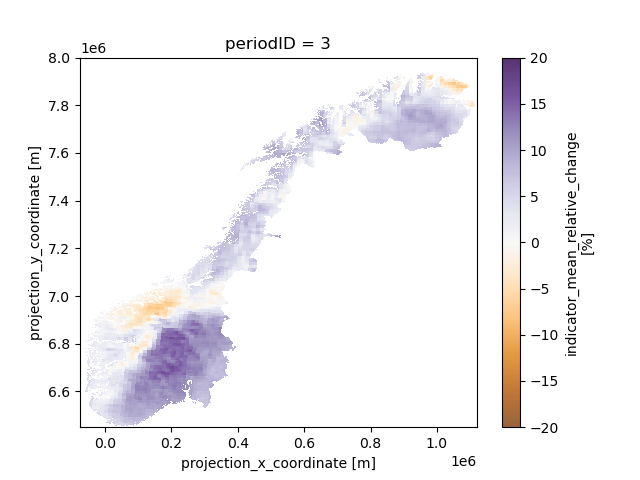 periodID = 3
1e6
8.0
7.8
7.6
7.4
7.2
7.0
6.8
6.6
projection_y_coordinate [m]
0.0 0.2 0.4 0.6 0.8 1.0
1e6
projection_x_coordinate [m]
20
15
10
5
0
−5
−10
−15
−20
indicator_mean_relative_change
[%]